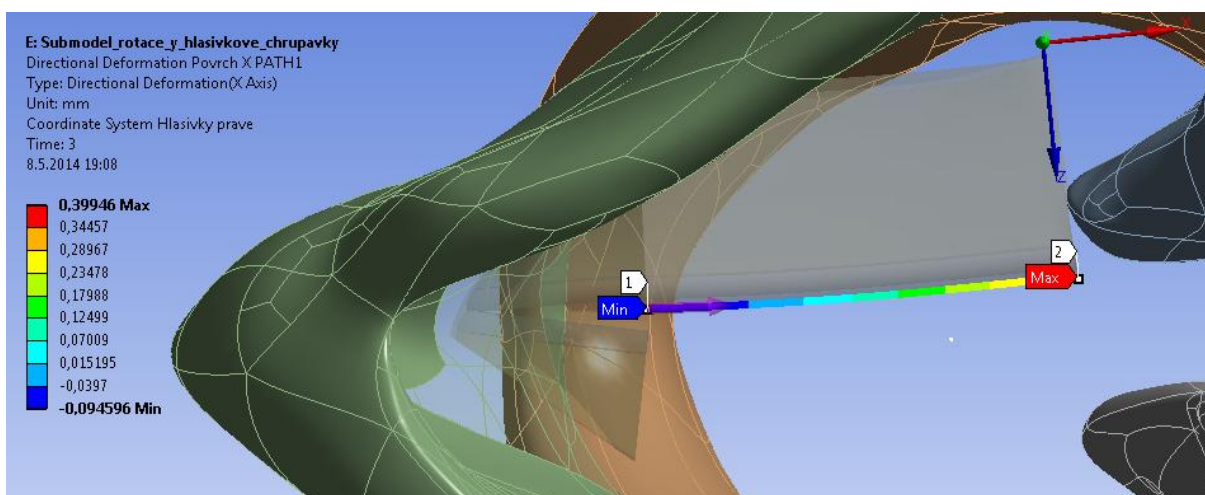 E: Submodel_rotace_y_hlasivkove_chrupavky
Directional Deformation Povrch X PATH1
Type: Directional Deformation(X Axis)
Unit: mm
Coordinate System Hlasivky prave
Time: 3
8.5.2014 19:08
0,39946 Max
0,34457
0,28967
0,23478
0,17988
0,12499
0,07009
0,015195
-0,0397
-0,094596 Min
X
Z
2
Max
1
Min